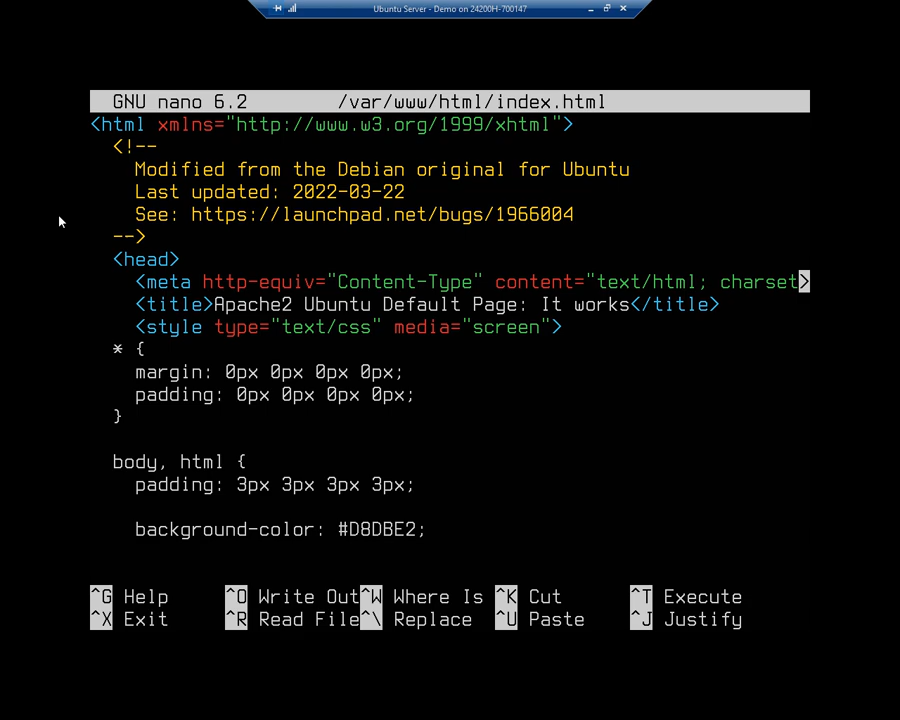 Ubuntu Server - Demo on 24200H-700147
GNU nano 6.2 /var/www/html/index.html
<html xmlns="http://www.w3.org/1999/xhtml">
<!--
Modified from the Debian original for Ubuntu
Last updated: 2022-03-22
See: https://launchpad.net/bugs/1966004
-->
<head>
<meta http-equiv="Content-Type" content="text/html; charset>
<title>Apache2 Ubuntu Default Page: It works</title>
<style type="text/css" media="screen">
* {
margin: 0px 0px 0px 0px;
padding: 0px 0px 0px 0px;
}
body, html {
padding: 3px 3px 3px 3px;
background-color: #D8DBE2;
^G Help ^O Write Out ^W Where Is ^K Cut ^T Execute
^X Exit ^R Read File ^\ Replace ^U Paste ^J Justify